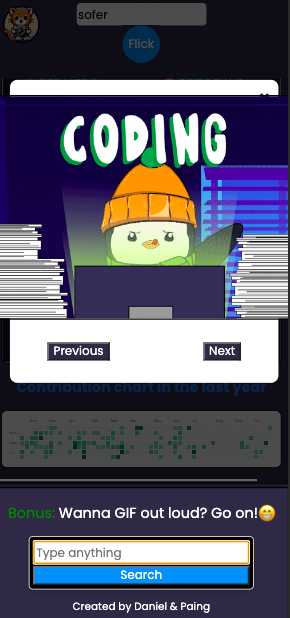 sofer
Flick
CODING
Previous
Next
Contribution chart in the last year
Bonus: Wanna GIF out loud? Go on!😁
Type anything
Search
Created by Daniel & Paing